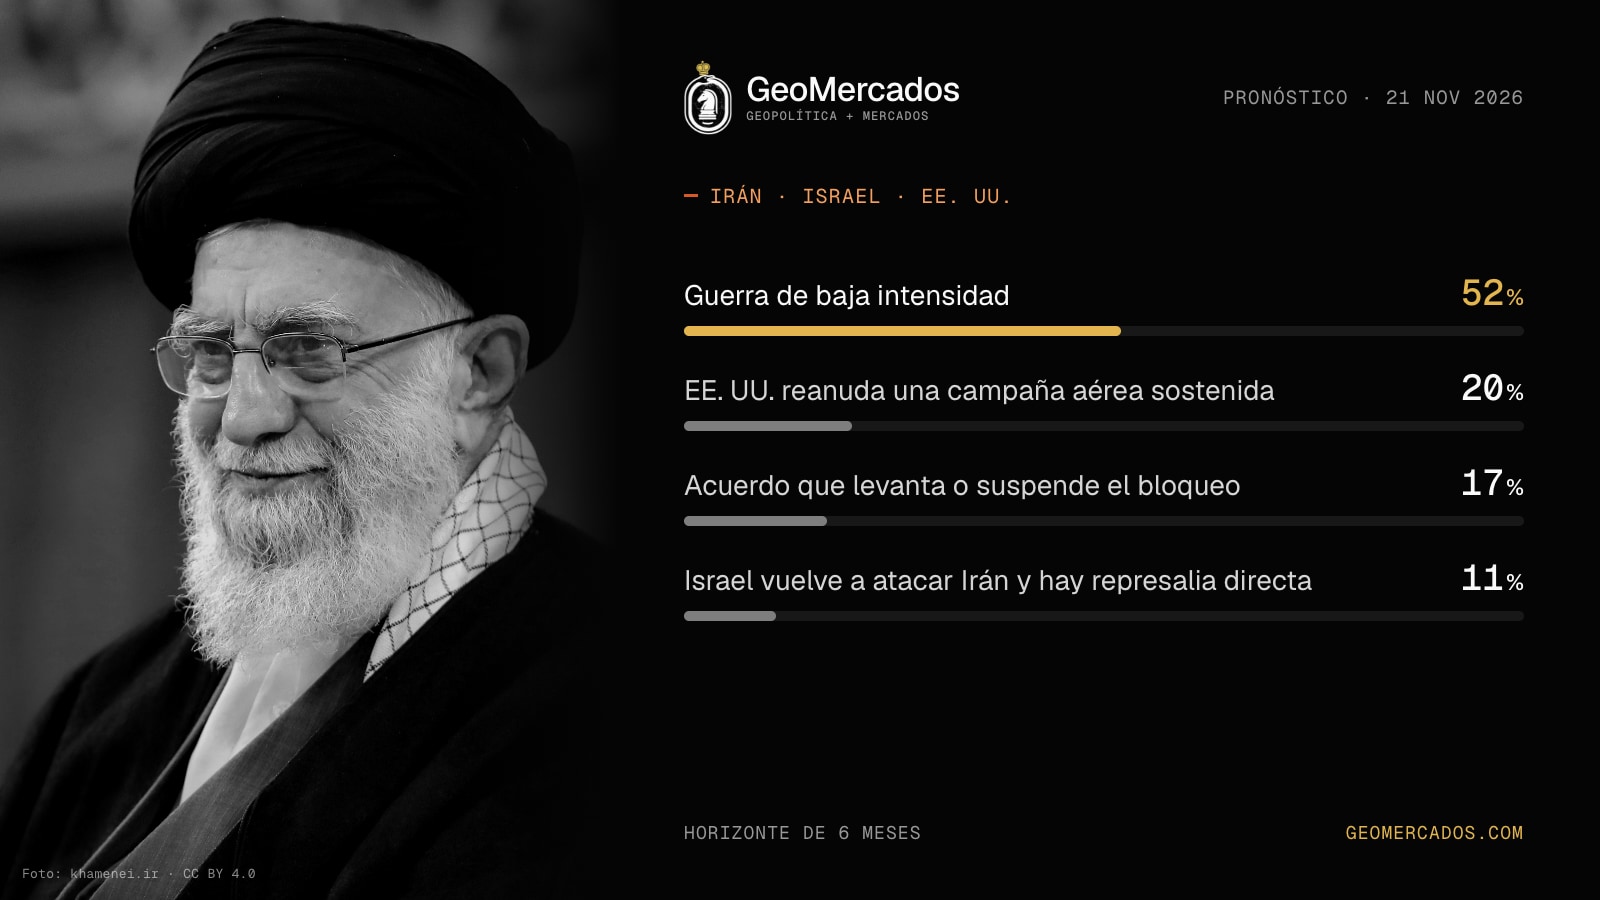 GeoMercados
GEOPOLÍTICA + MERCADOS
PRONÓSTICO · 21 NOV 2026
IRÁN · ISRAEL · EE. UU.
Guerra de baja intensidad
52%
EE. UU. reanuda una campaña aérea sostenida
20%
Acuerdo que levanta o suspende el bloqueo
17%
Israel vuelve a atacar Irán y hay represalia directa
11%
HORIZONTE DE 6 MESES
GEOMERCADOS.COM
Foto: khamenei.ir · CC BY 4.0